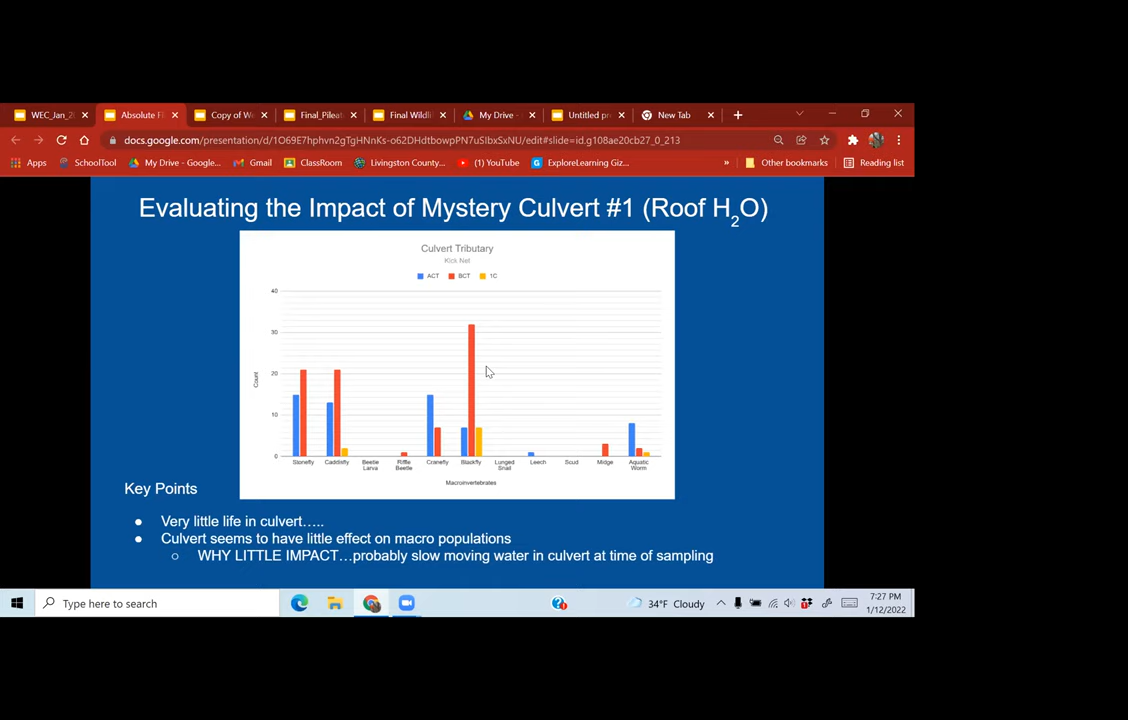 WEC_Jan_20
Absolute Fi
Copy of We
Final_Pileat
Final Wildli
My Drive -
Untitled pr
New Tab
docs.google.com/presentation/d/1O69E7hphvn2gTgHNnKs-o62DHdtbowpPN7uSIbxSxNU/edit#slide=id.g108ae20cb27_0_213
Apps SchoolTool My Drive - Google... Gmail ClassRoom Livingston County... (1) YouTube ExploreLearning Giz... » Other bookmarks Reading list
Evaluating the Impact of Mystery Culvert #1 (Roof H2O)
Culvert Tributary
Kick Net
ACT BCT 1C
40
30
20
10
0
Count
Stonefly Caddisfly Beetle Larva Riffle Beetle Cranefly Blackfly Lunged Snail Leech Scud Midge Aquatic Worm
Macroinvertebrates
Key Points
● Very little life in culvert.....
● Culvert seems to have little effect on macro populations
○ WHY LITTLE IMPACT...probably slow moving water in culvert at time of sampling
Type here to search
34°F Cloudy
7:27 PM
1/12/2022